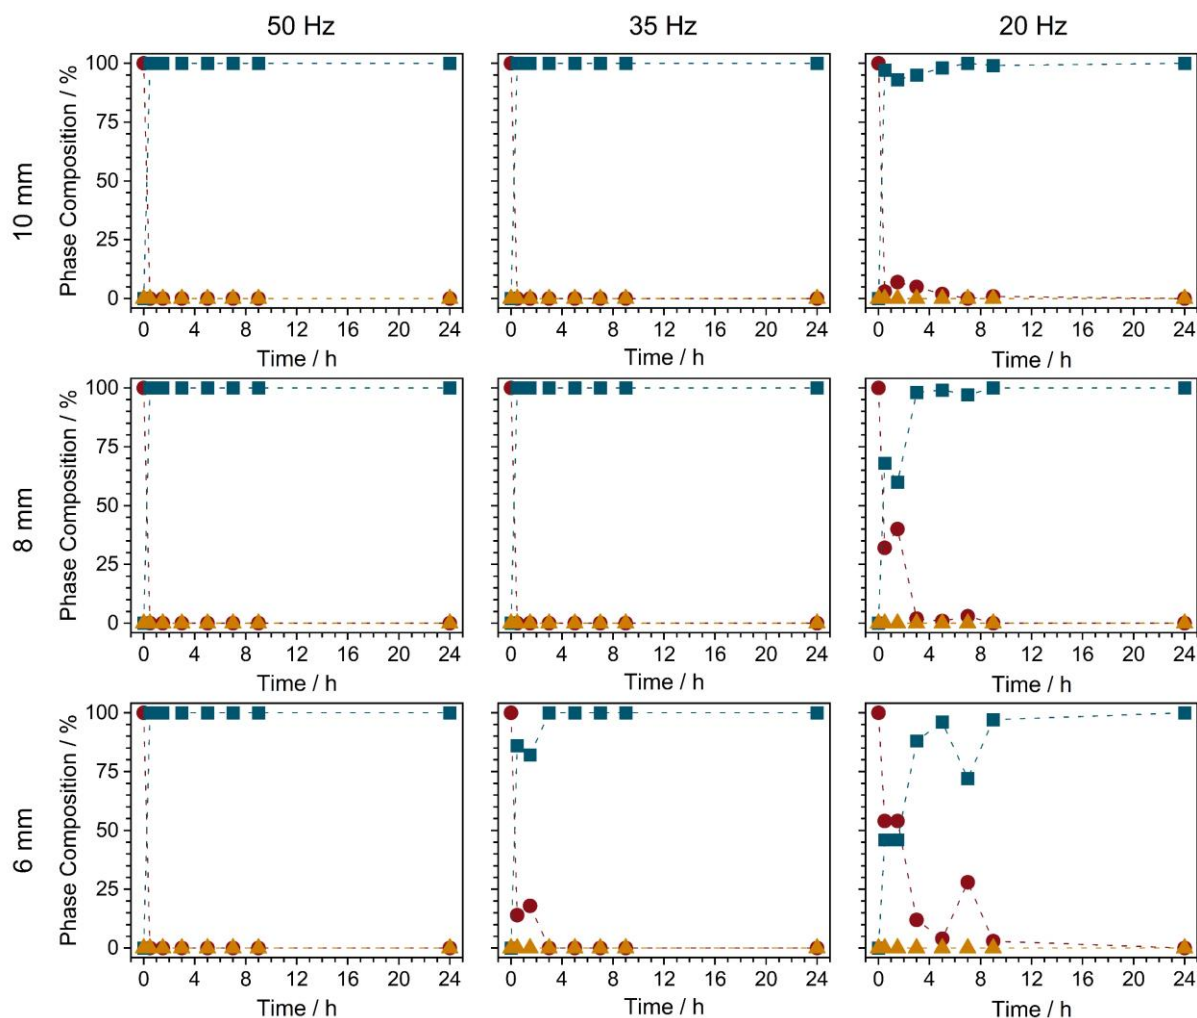 50 Hz 35 Hz 20 Hz
10 mm
Phase Composition / %
100
75
50
25
0
0 4 8 12 16 20 24 0 4 8 12 16 20 24 0 4 8 12 16 20 24
Time / h Time / h Time / h
8 mm
Phase Composition / %
100
75
50
25
0
0 4 8 12 16 20 24 0 4 8 12 16 20 24 0 4 8 12 16 20 24
Time / h Time / h Time / h
6 mm
Phase Composition / %
100
75
50
25
0
0 4 8 12 16 20 24 0 4 8 12 16 20 24 0 4 8 12 16 20 24
Time / h Time / h Time / h